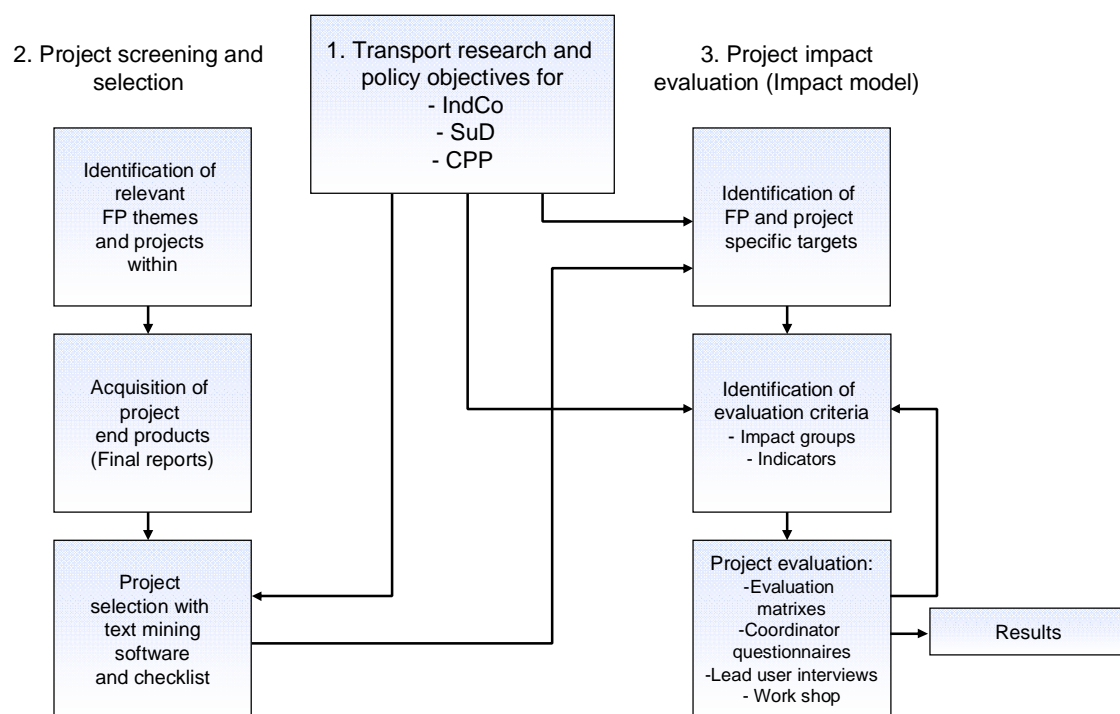 2. Project screening and
selection
Identification of
relevant
FP themes
and projects
within
Acquisition of
project
end products
(Final reports)
Project
selection with
text mining
software
and checklist
1. Transport research and
policy objectives for
- IndCo
- SuD
- CPP
3. Project impact
evaluation (Impact model)
Identification of
FP and project
specific targets
Identification of
evaluation criteria
- Impact groups
- Indicators
Project evaluation:
-Evaluation
matrixes
-Coordinator
questionnaires
-Lead user interviews
- Work shop
Results